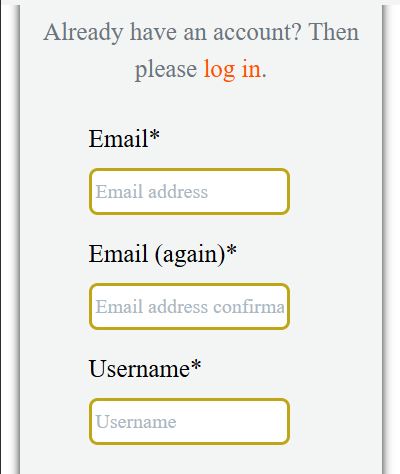 Already have an account? Then
please log in.
Email*
Email address
Email (again)*
Email address confirma
Username*
Username